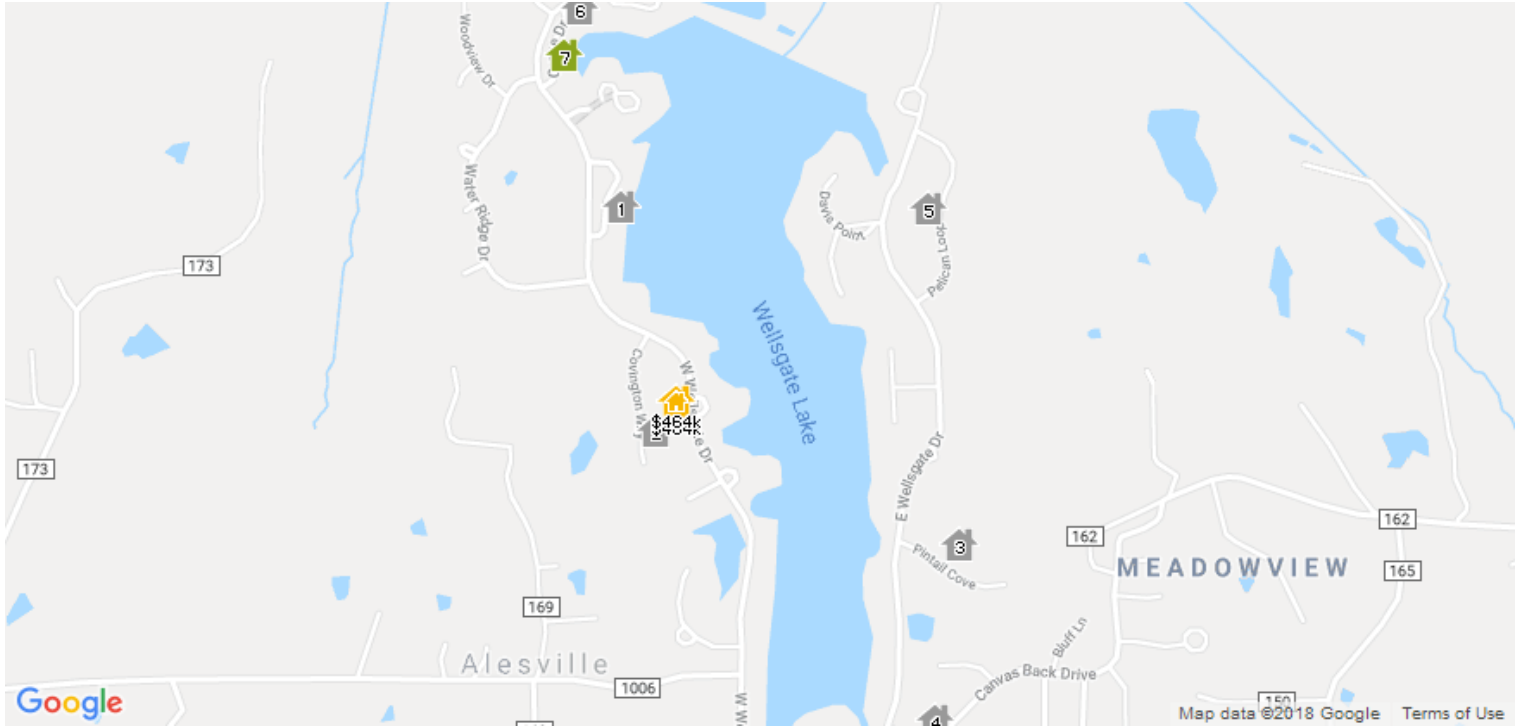 6
Woodview Dr
7
Water Ridge Dr
1
Davis Point
5
Pelican Loop
173
Wellsgate Lake
Covington Way
$464k
173
E Wellsgate Dr
162
162
3
Pintail Cove
MEADOWVIEW
165
169
Bluff Ln
Alesville
Canvas Back Drive
1006
150
Google
4
Map data ©2018 Google
Terms of Use